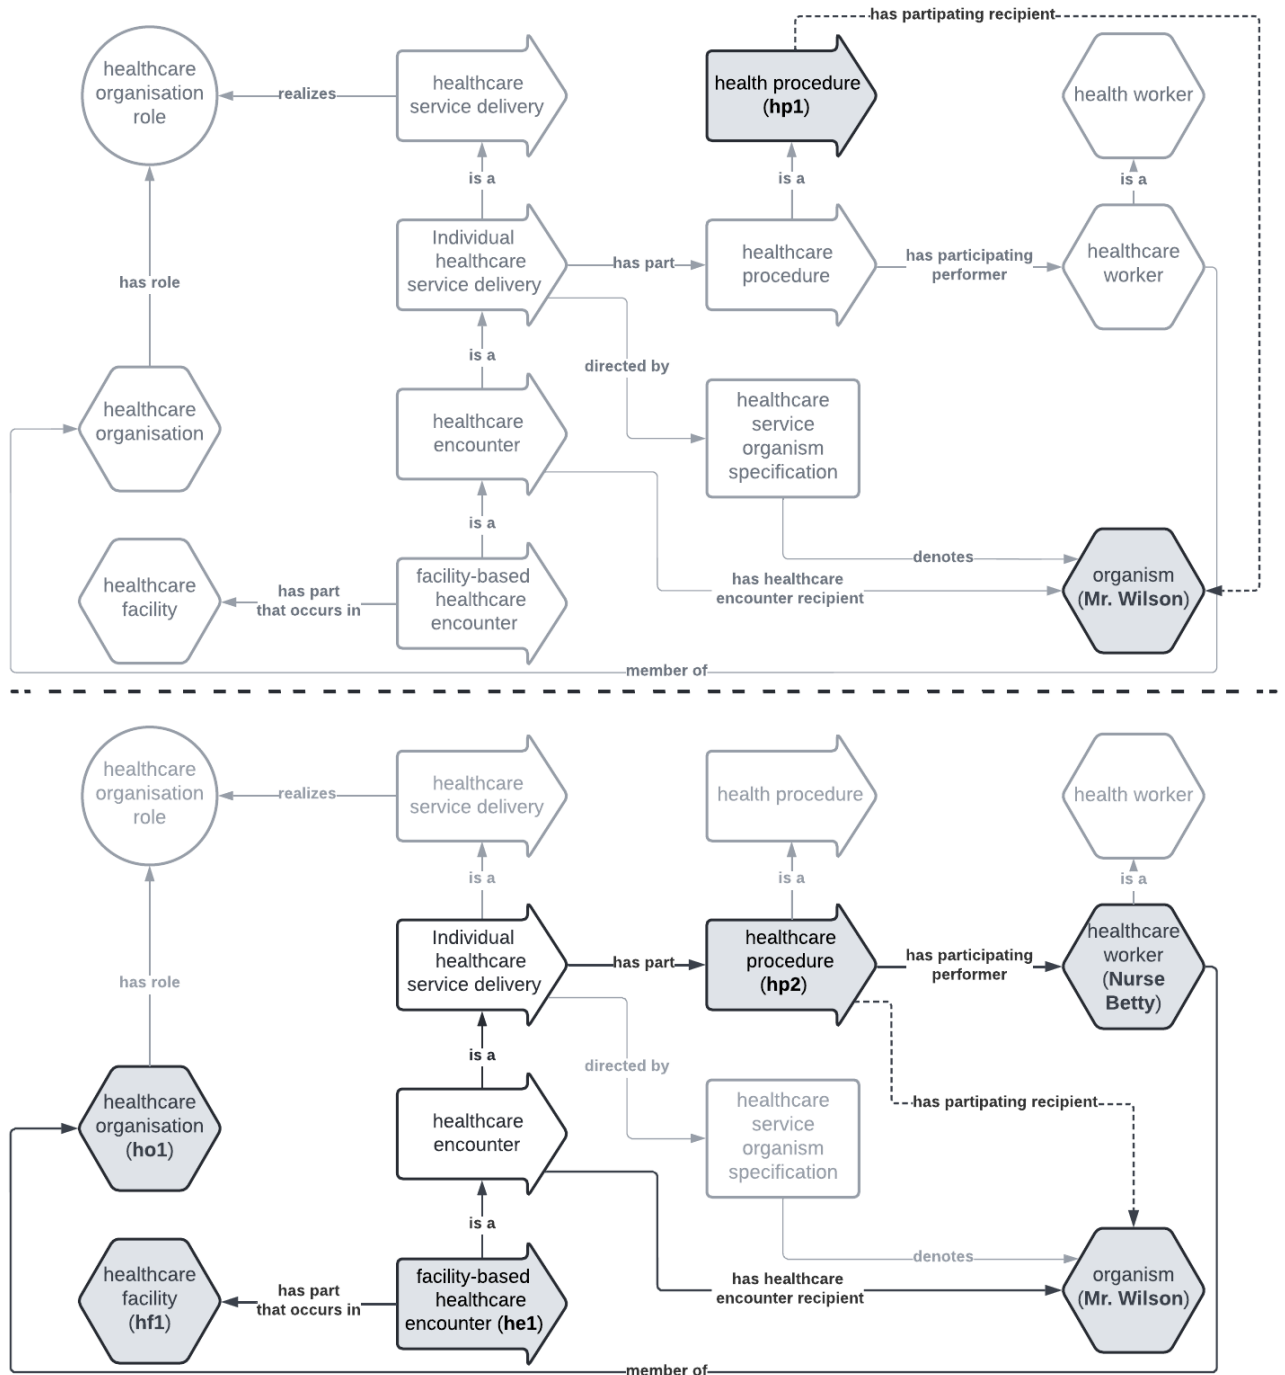 has partipating recipient
healthcare
organisation
role
realizes
healthcare
service delivery
health procedure
(hp1)
health worker
is a
is a
is a
has role
Individual
healthcare
service delivery
has part
healthcare
procedure
has participating
performer
healthcare
worker
is a
directed by
healthcare
organisation
healthcare
encounter
healthcare
service
organism
specification
is a
denotes
healthcare
facility
has part
that occurs in
facility-based
healthcare
encounter
has healthcare
encounter recipient
organism
(Mr. Wilson)
member of
healthcare
organisation
role
realizes
healthcare
service delivery
health procedure
health worker
is a
is a
is a
has role
Individual
healthcare
service delivery
has part
healthcare
procedure
(hp2)
has participating
performer
healthcare
worker
(Nurse
Betty)
is a
directed by
has partipating recipient
healthcare
organisation
(ho1)
healthcare
encounter
healthcare
service
organism
specification
is a
denotes
healthcare
facility
(hf1)
has part
that occurs in
facility-based
healthcare
encounter (he1)
has healthcare
encounter recipient
organism
(Mr. Wilson)
member of